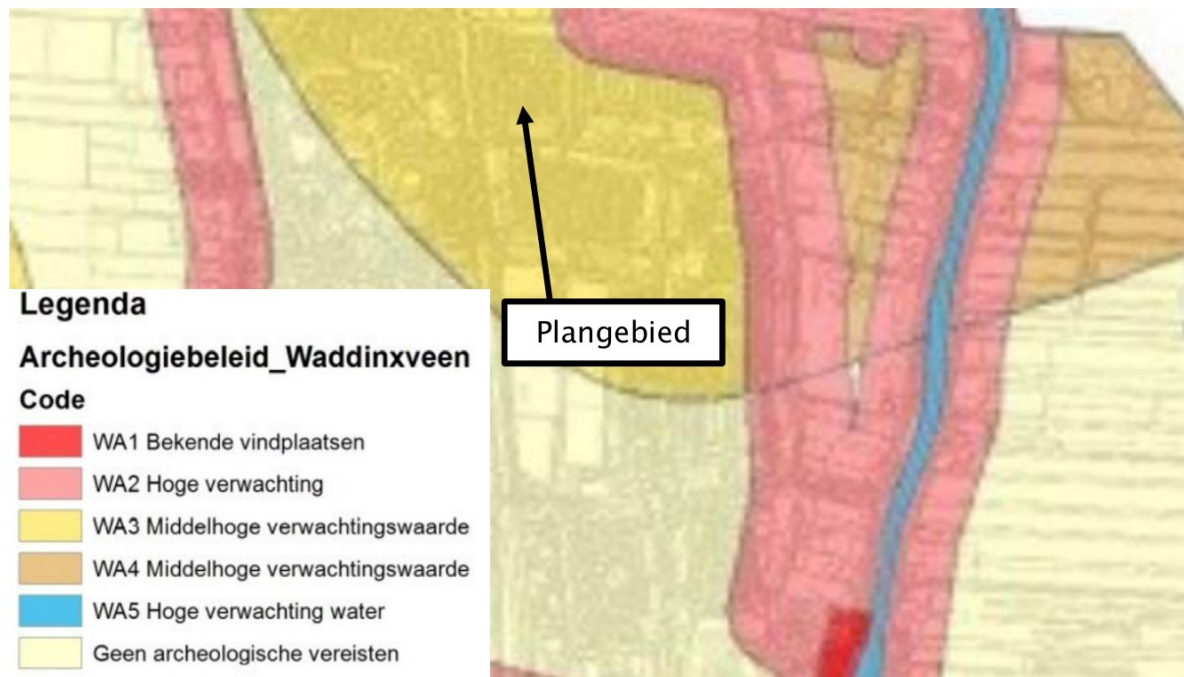 Plangebied
Legenda
Archeologiebeleid_Waddinxveen
Code
WA1 Bekende vindplaatsen
WA2 Hoge verwachting
WA3 Middelhoge verwachtingswaarde
WA4 Middelhoge verwachtingswaarde
WA5 Hoge verwachting water
Geen archeologische vereisten